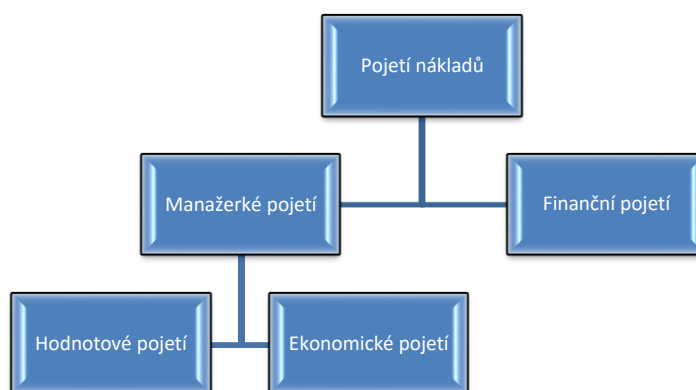 Pojetí nákladů
Manažerké pojetí
Finanční pojetí
Hodnotové pojetí
Ekonomické pojetí